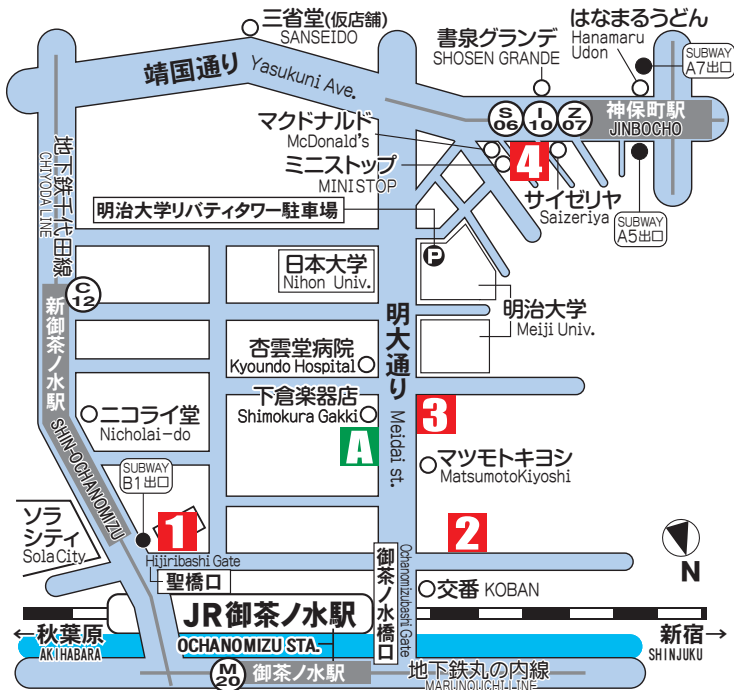 三省堂(仮店舗)
SANSEIDO
書泉グランデ
SHOSEN GRANDE
はなまるうどん
Hanamaru
Udon
SUBWAY
A7出口
靖国通り Yasukuni Ave.
S
06
I
10
Z
07
神保町駅
JINBOCHO
マクドナルド
McDonald's
ミニストップ
MINISTOP
4
サイゼリヤ
Saizeriya
SUBWAY
A5出口
地下鉄千代田線
CHIYODA LINE
明治大学リバティタワー駐車場
P
日本大学
Nihon Univ.
C
12
明大通り
Meidai st.
明治大学
Meiji Univ.
新御茶ノ水駅
SHIN-OCHANOMIZU
杏雲堂病院
Kyoundo Hospital
下倉楽器店
Shimokura Gakki
3
A
ニコライ堂
Nicholai-do
マツモトキヨシ
MatsumotoKiyoshi
SUBWAY
B1出口
ソラ
シティ
SolaCity
1
2
Hijiribashi Gate
聖橋口
御茶ノ水橋口
Ochanomizubashi Gate
N
交番 KOBAN
JR御茶ノ水駅
OCHANOMIZU STA.
←秋葉原
AKIHABARA
新宿→
SHINJUKU
M
20
御茶ノ水駅
地下鉄丸の内線
MARUNOUCHI LINE